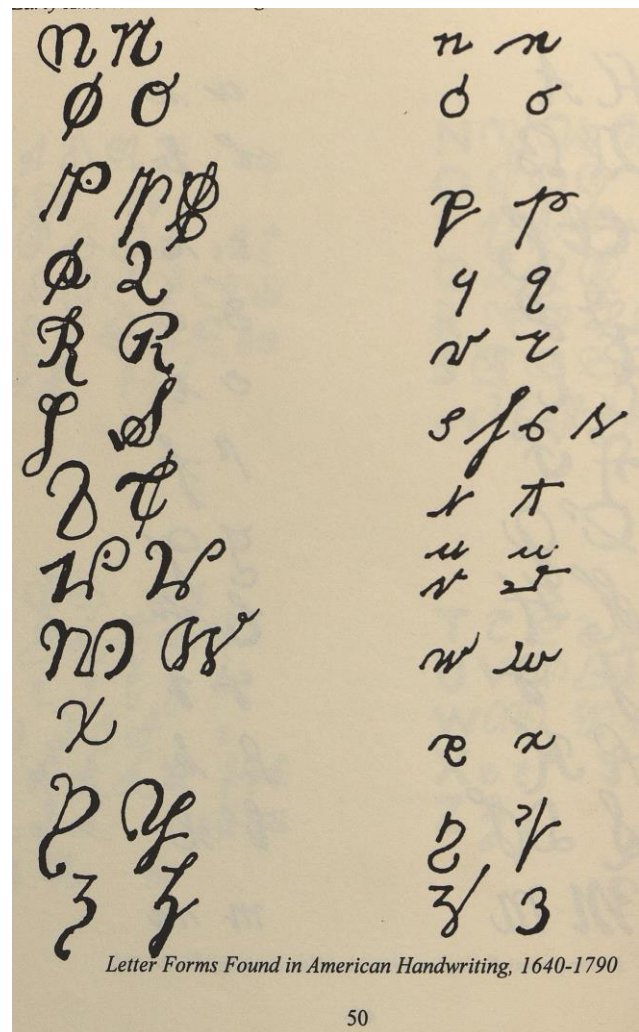 n n n n
o o o o
P P P p p
Q Q q q
R R r r
S S s s s s
T T t t
u u
V V v v
W W w w
X x x
Y Y y y
Z Z z z
Letter Forms Found in American Handwriting, 1640-1790
50